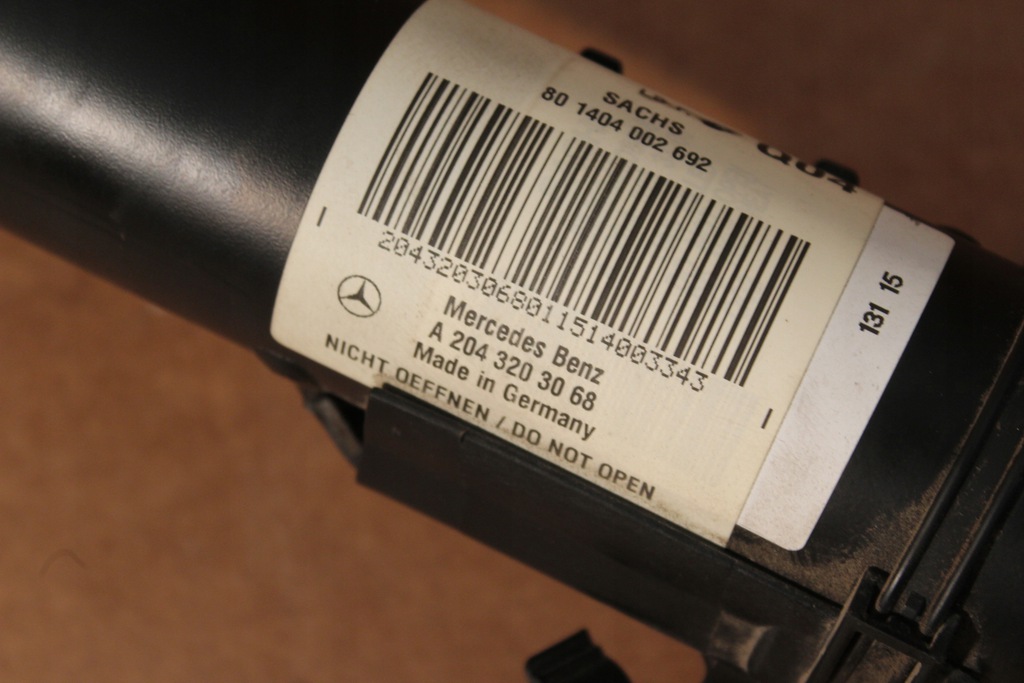 SACHS
80 1404 002 692
2043203068011514003343
Mercedes Benz
A 204 320 30 68
Made in Germany
NICHT OEFFNEN / DO NOT OPEN
131 15